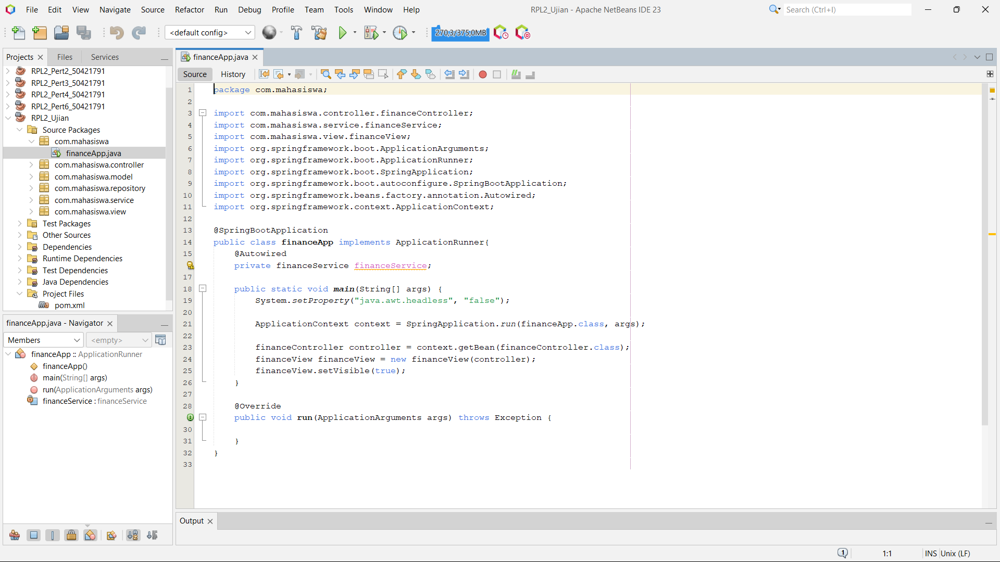 File Edit View Navigate Source Refactor Run Debug Profile Team Tools Window Help
RPL2_Ujian - Apache NetBeans IDE 23
Search (Ctrl+I)
<default config>
270,3/375,0MB
Projects Files Services
RPL2_Pert2_50421791
RPL2_Pert3_50421791
RPL2_Pert4_50421791
RPL2_Pert6_50421791
RPL2_Ujian
Source Packages
com.mahasiswa
financeApp.java
com.mahasiswa.controller
com.mahasiswa.model
com.mahasiswa.repository
com.mahasiswa.service
com.mahasiswa.view
Test Packages
Other Sources
Dependencies
Runtime Dependencies
Test Dependencies
Java Dependencies
Project Files
pom.xml
financeApp.java - Navigator
Members <empty>
financeApp :: ApplicationRunner
financeApp()
main(String[] args)
run(ApplicationArguments args)
financeService : financeService
financeApp.java
Source History
1 package com.mahasiswa;
2
3 import com.mahasiswa.controller.financeController;
4 import com.mahasiswa.service.financeService;
5 import com.mahasiswa.view.financeView;
6 import org.springframework.boot.ApplicationArguments;
7 import org.springframework.boot.ApplicationRunner;
8 import org.springframework.boot.SpringApplication;
9 import org.springframework.boot.autoconfigure.SpringBootApplication;
10 import org.springframework.beans.factory.annotation.Autowired;
11 import org.springframework.context.ApplicationContext;
12
13 @SpringBootApplication
14 public class financeApp implements ApplicationRunner{
15 @Autowired
private financeService financeService;
17
18 public static void main(String[] args) {
19 System.setProperty("java.awt.headless", "false");
20
21 ApplicationContext context = SpringApplication.run(financeApp.class, args);
22
23 financeController controller = context.getBean(financeController.class);
24 financeView financeView = new financeView(controller);
25 financeView.setVisible(true);
26 }
27
28 @Override
public void run(ApplicationArguments args) throws Exception {
30
31 }
32 }
33
Output
1 1:1 INS Unix (LF)